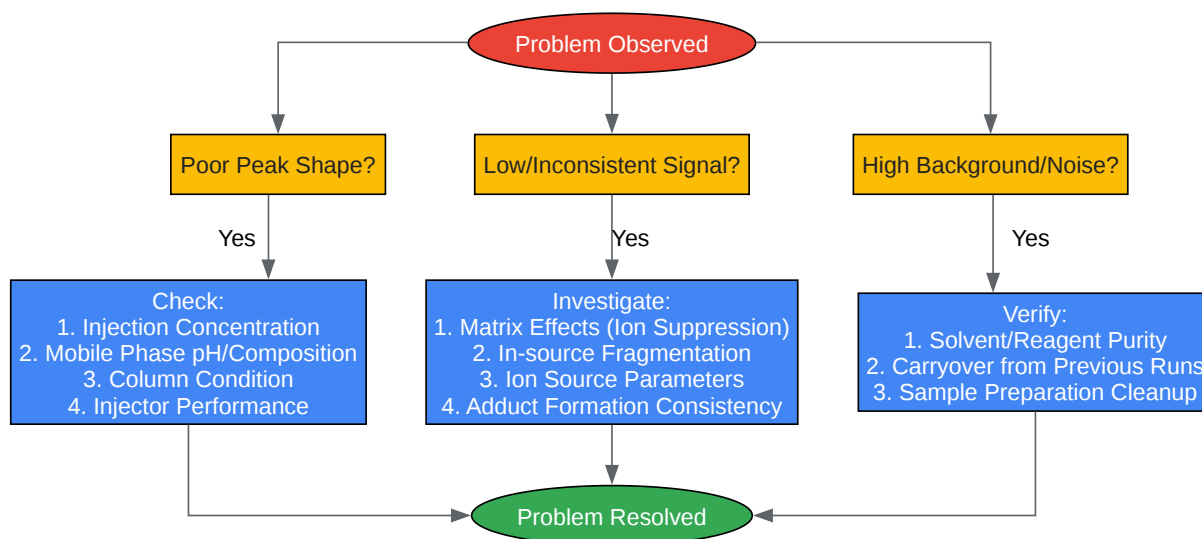 Problem Observed
Poor Peak Shape?
Low/Inconsistent Signal?
High Background/Noise?
Yes
Yes
Yes
Check:
1. Injection Concentration
2. Mobile Phase pH/Composition
3. Column Condition
4. Injector Performance
Investigate:
1. Matrix Effects (Ion Suppression)
2. In-source Fragmentation
3. Ion Source Parameters
4. Adduct Formation Consistency
Verify:
1. Solvent/Reagent Purity
2. Carryover from Previous Runs
3. Sample Preparation Cleanup
Problem Resolved